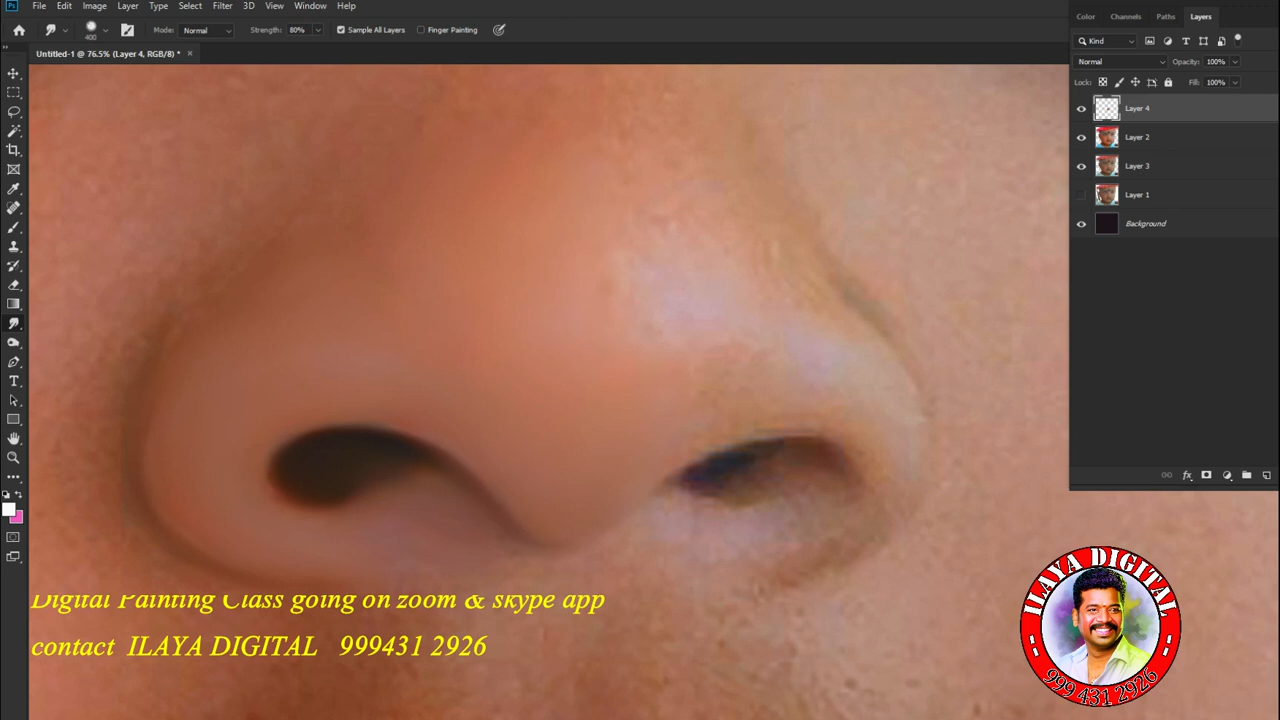 File Edit Image Layer Type Select Filter 3D View Window Help
400 Mode: Normal Strength: 80% Sample All Layers Finger Painting
Untitled-1 @ 76.5% (Layer 4, RGB/8) *
Color Channels Paths Layers
Kind
Normal Opacity: 100%
Lock: Fill: 100%
Layer 4
Layer 2
Layer 3
Layer 1
Background
fx
Digital Painting Class going on zoom & skype app
contact ILAYA DIGITAL 999431 2926
ILAYA DIGITAL
999 431 2926